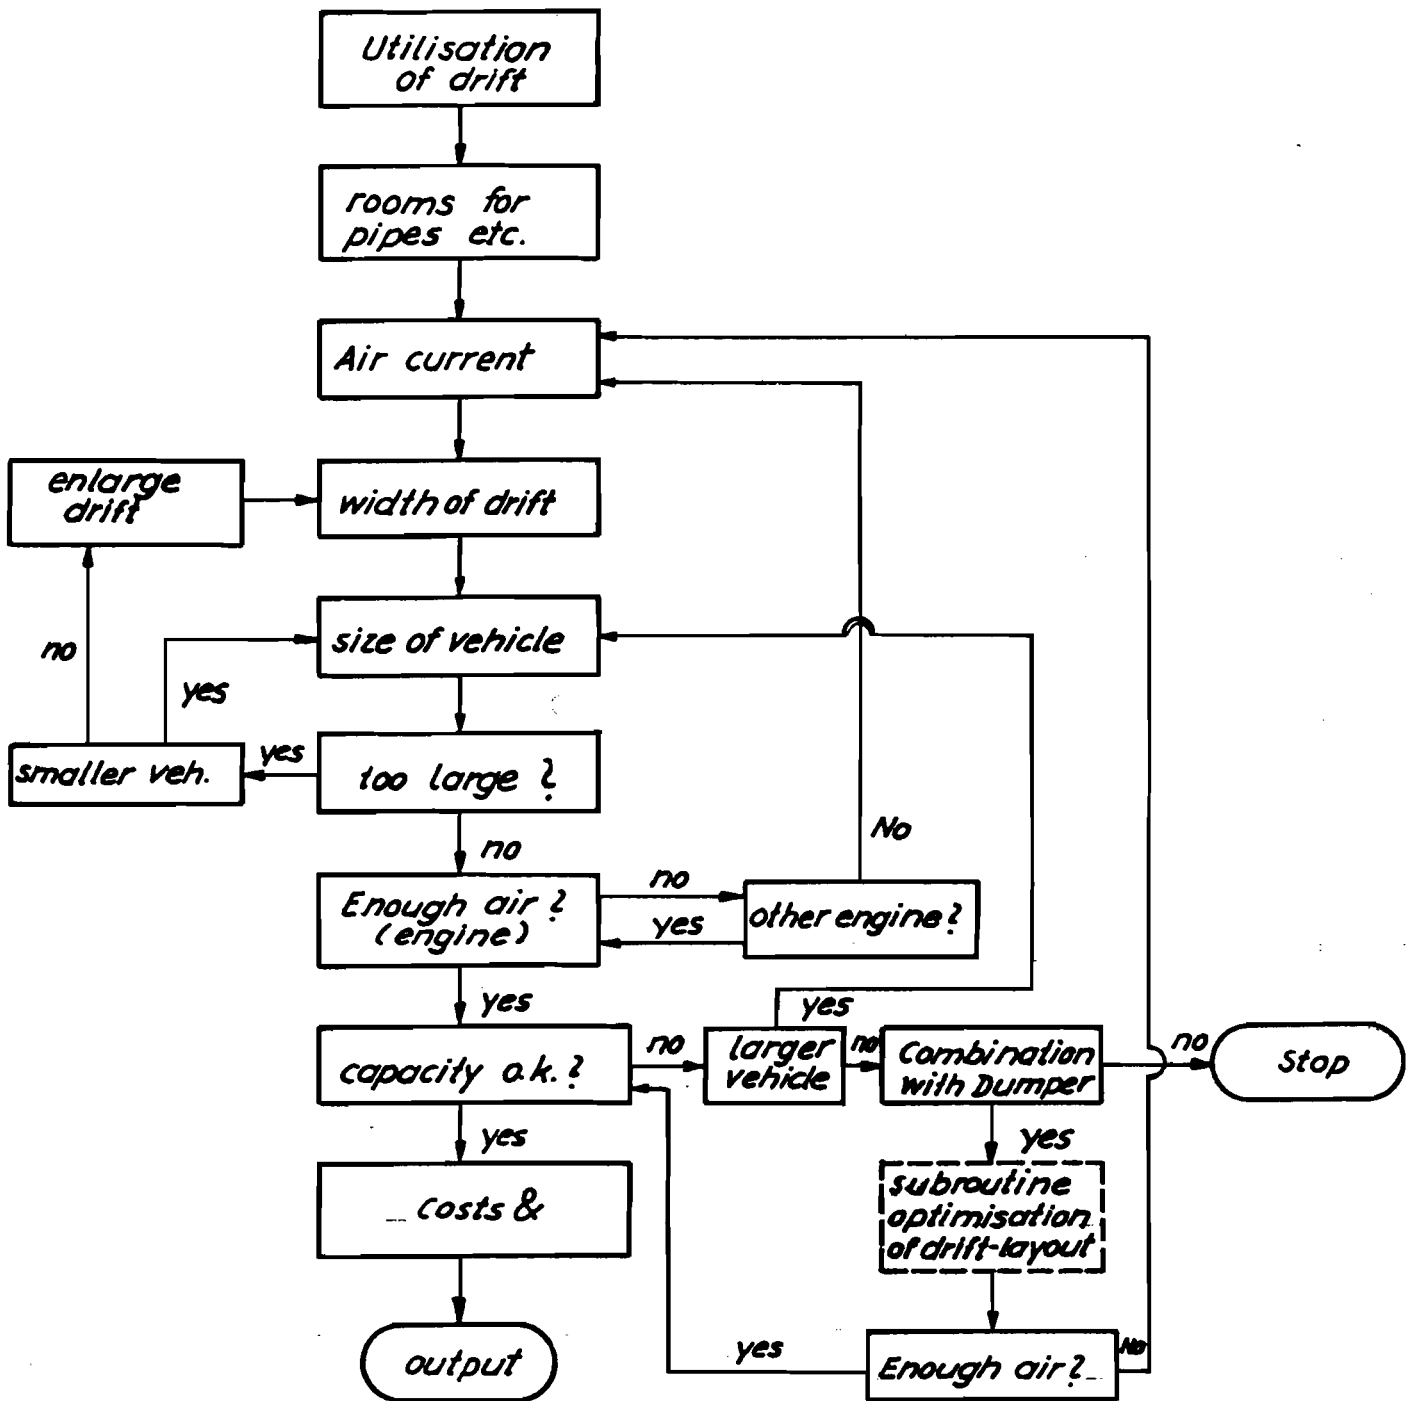 Utilisation
of drift
rooms for
pipes etc.
Air current
enlarge
drift
width of drift
no
yes
size of vehicle
smaller veh.
yes
too large ?
no
No
Enough air ?
(engine)
no
yes
other engine ?
yes
yes
capacity o.k. ?
no
larger
vehicle
no
Combination
with Dumper
no
Stop
yes
yes
costs &
subroutine
optimisation
of drift-layout
output
yes
Enough air ?
No